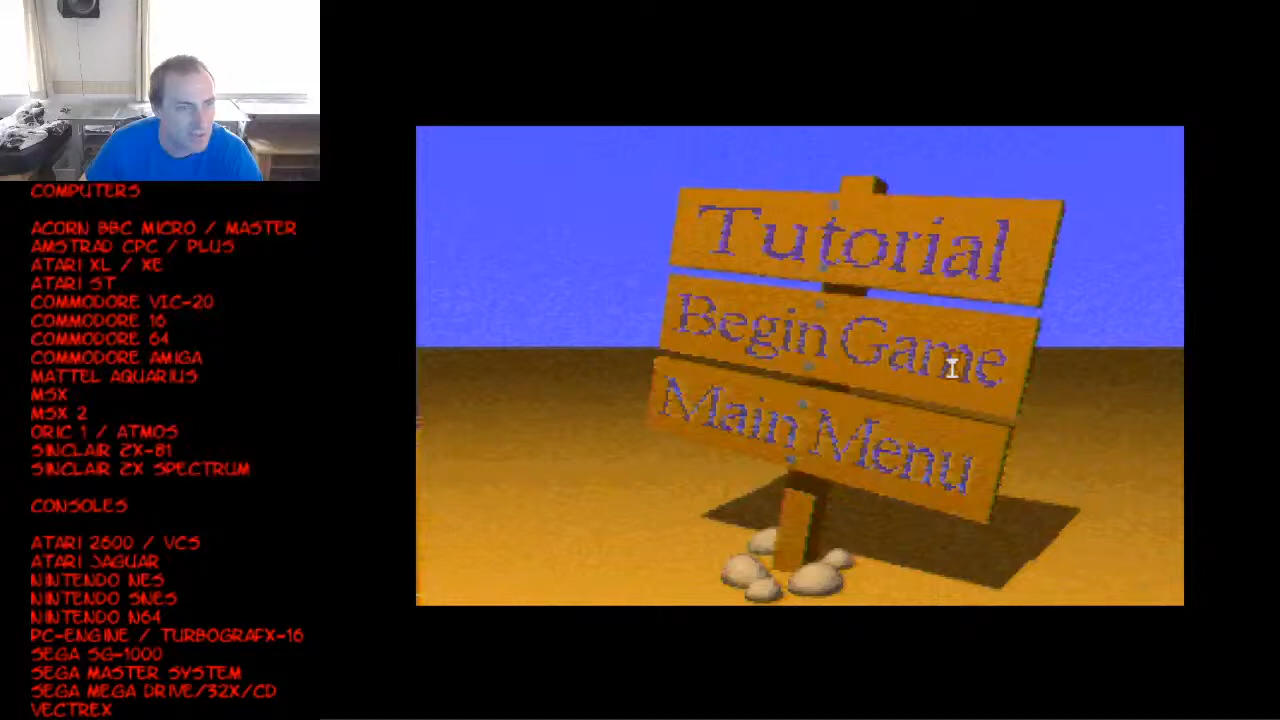 COMPUTERS
ACORN BBC MICRO / MASTER
AMSTRAD CPC / PLUS
ATARI XL / XE
ATARI ST
COMMODORE VIC-20
COMMODORE 16
COMMODORE 64
COMMODORE AMIGA
MATTEL AQUARIUS
MSX
MSX 2
ORIC 1 / ATMOS
SINCLAIR ZX-81
SINCLAIR ZX SPECTRUM
CONSOLES
ATARI 2600 / VCS
ATARI JAGUAR
NINTENDO NES
NINTENDO SNES
NINTENDO N64
PC-ENGINE / TURBOGRAFX-16
SEGA SG-1000
SEGA MASTER SYSTEM
SEGA MEGA DRIVE/32X/CD
VECTREX
Tutorial
Begin Game
Main Menu